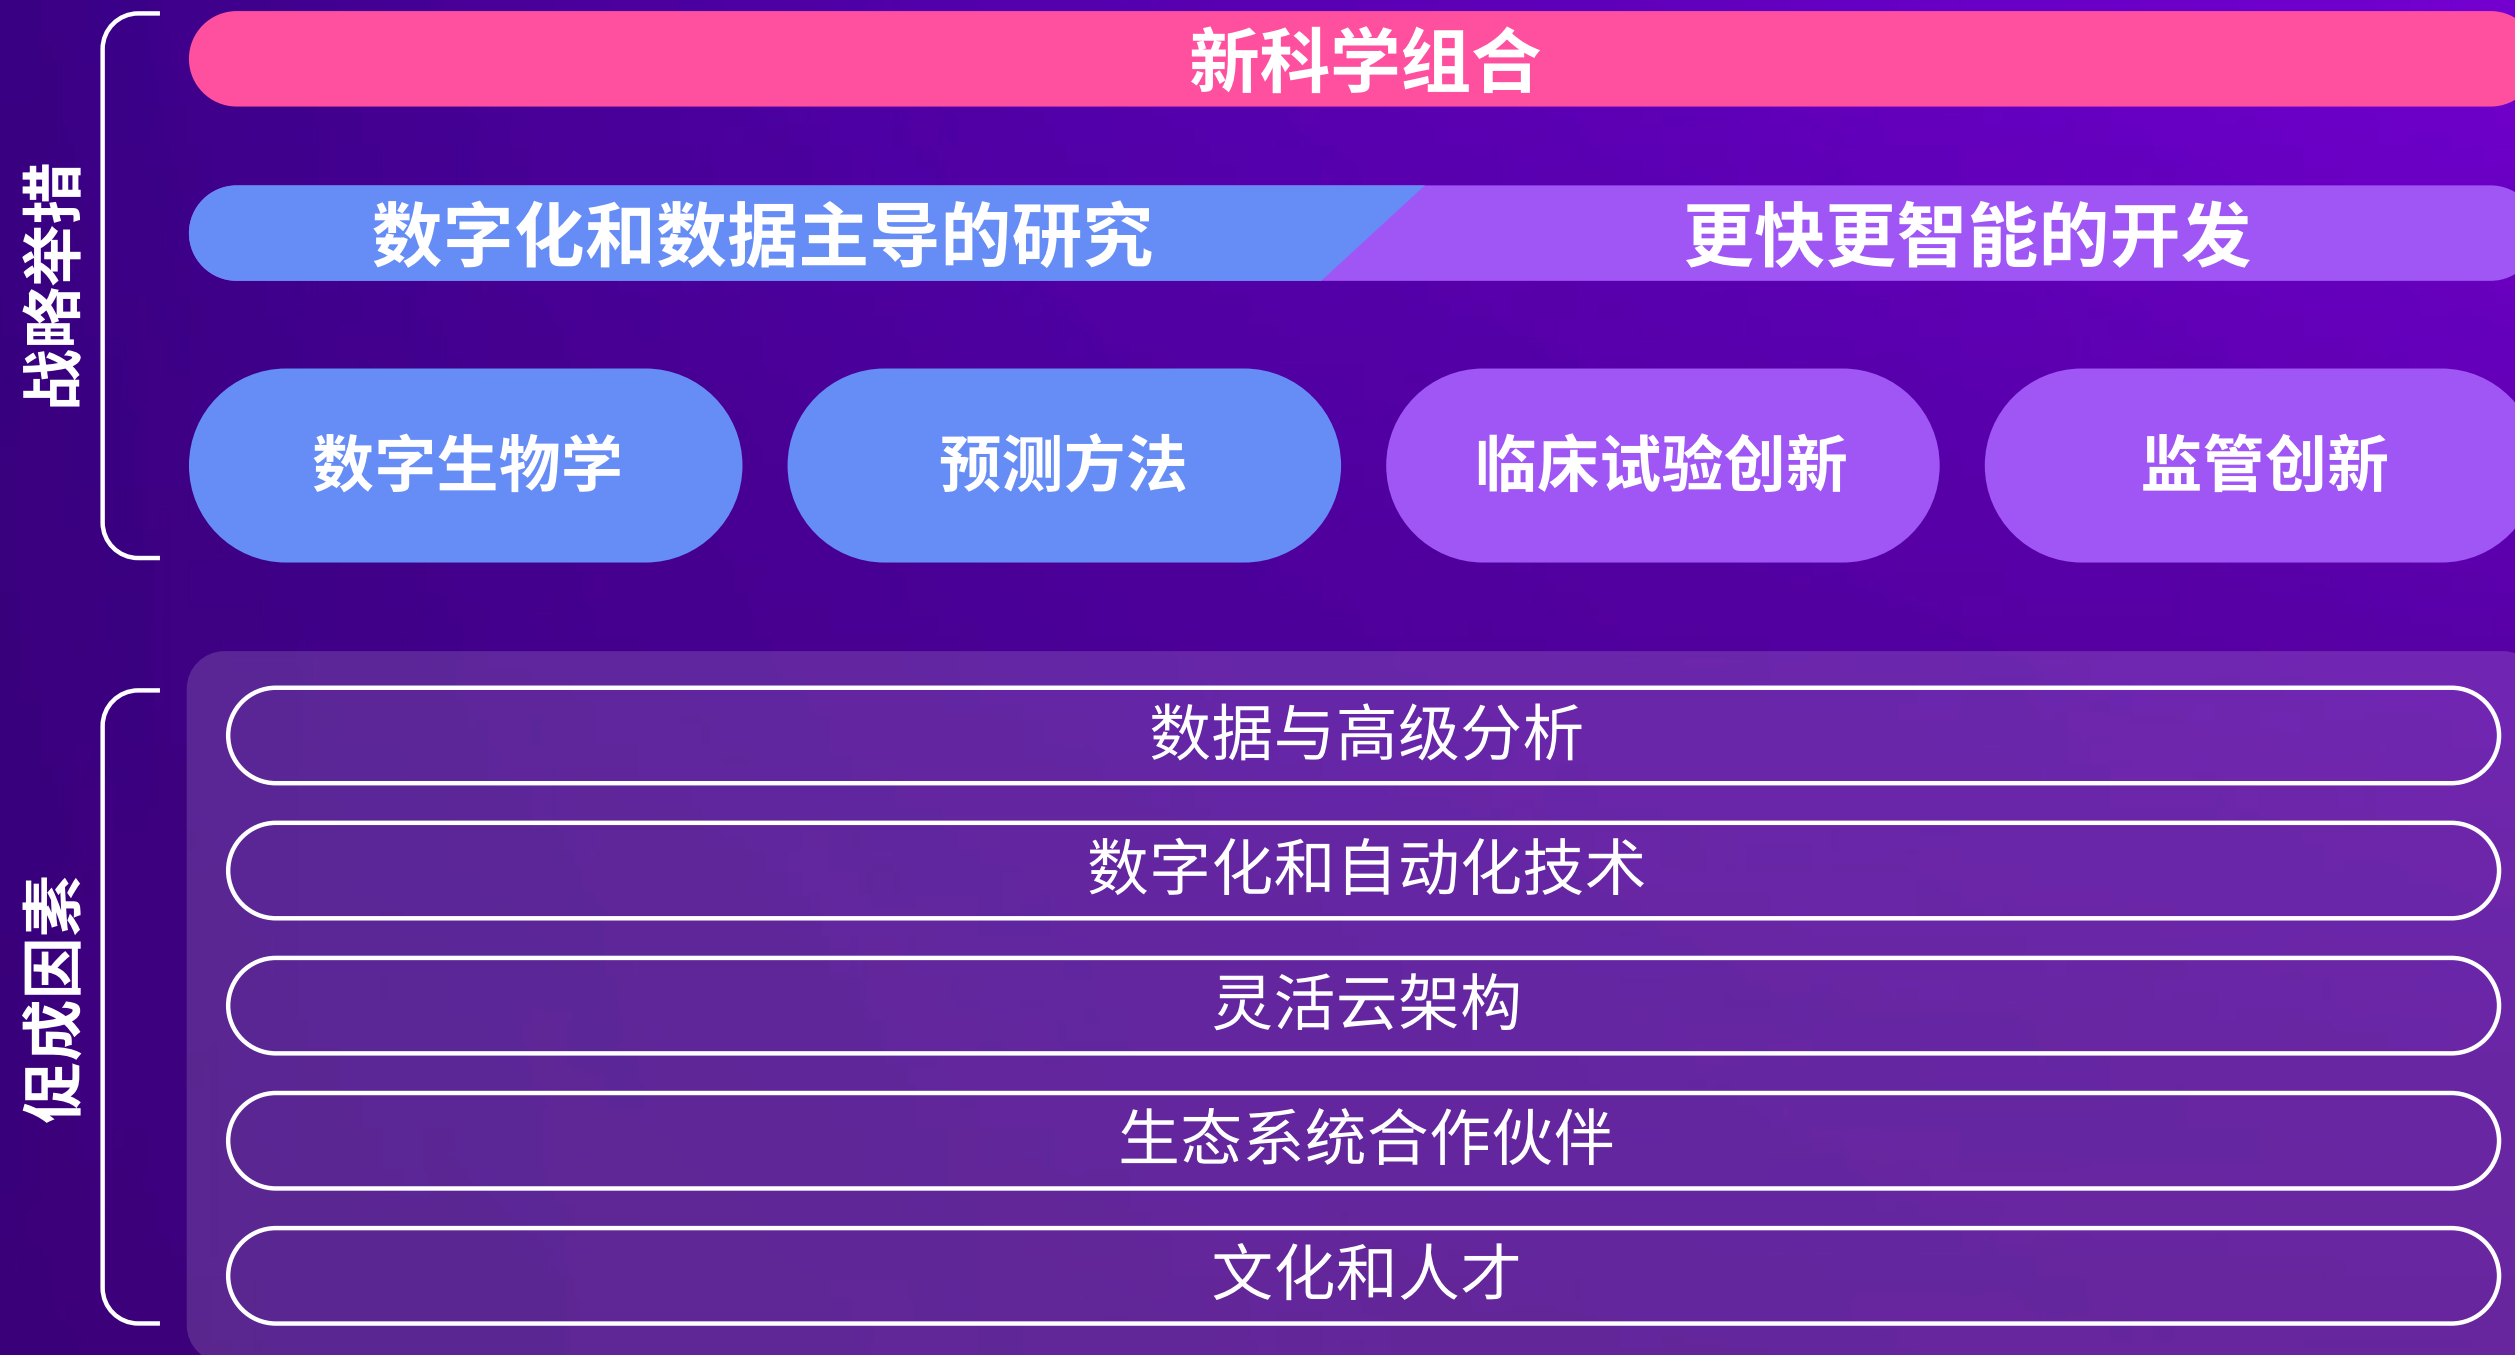 战略举措
新科学组合
数字化和数据主导的研究
更快更智能的开发
数字生物学
预测方法
临床试验创新
监管创新
促成因素
数据与高级分析
数字化和自动化技术
灵活云架构
生态系统合作伙伴
文化和人才